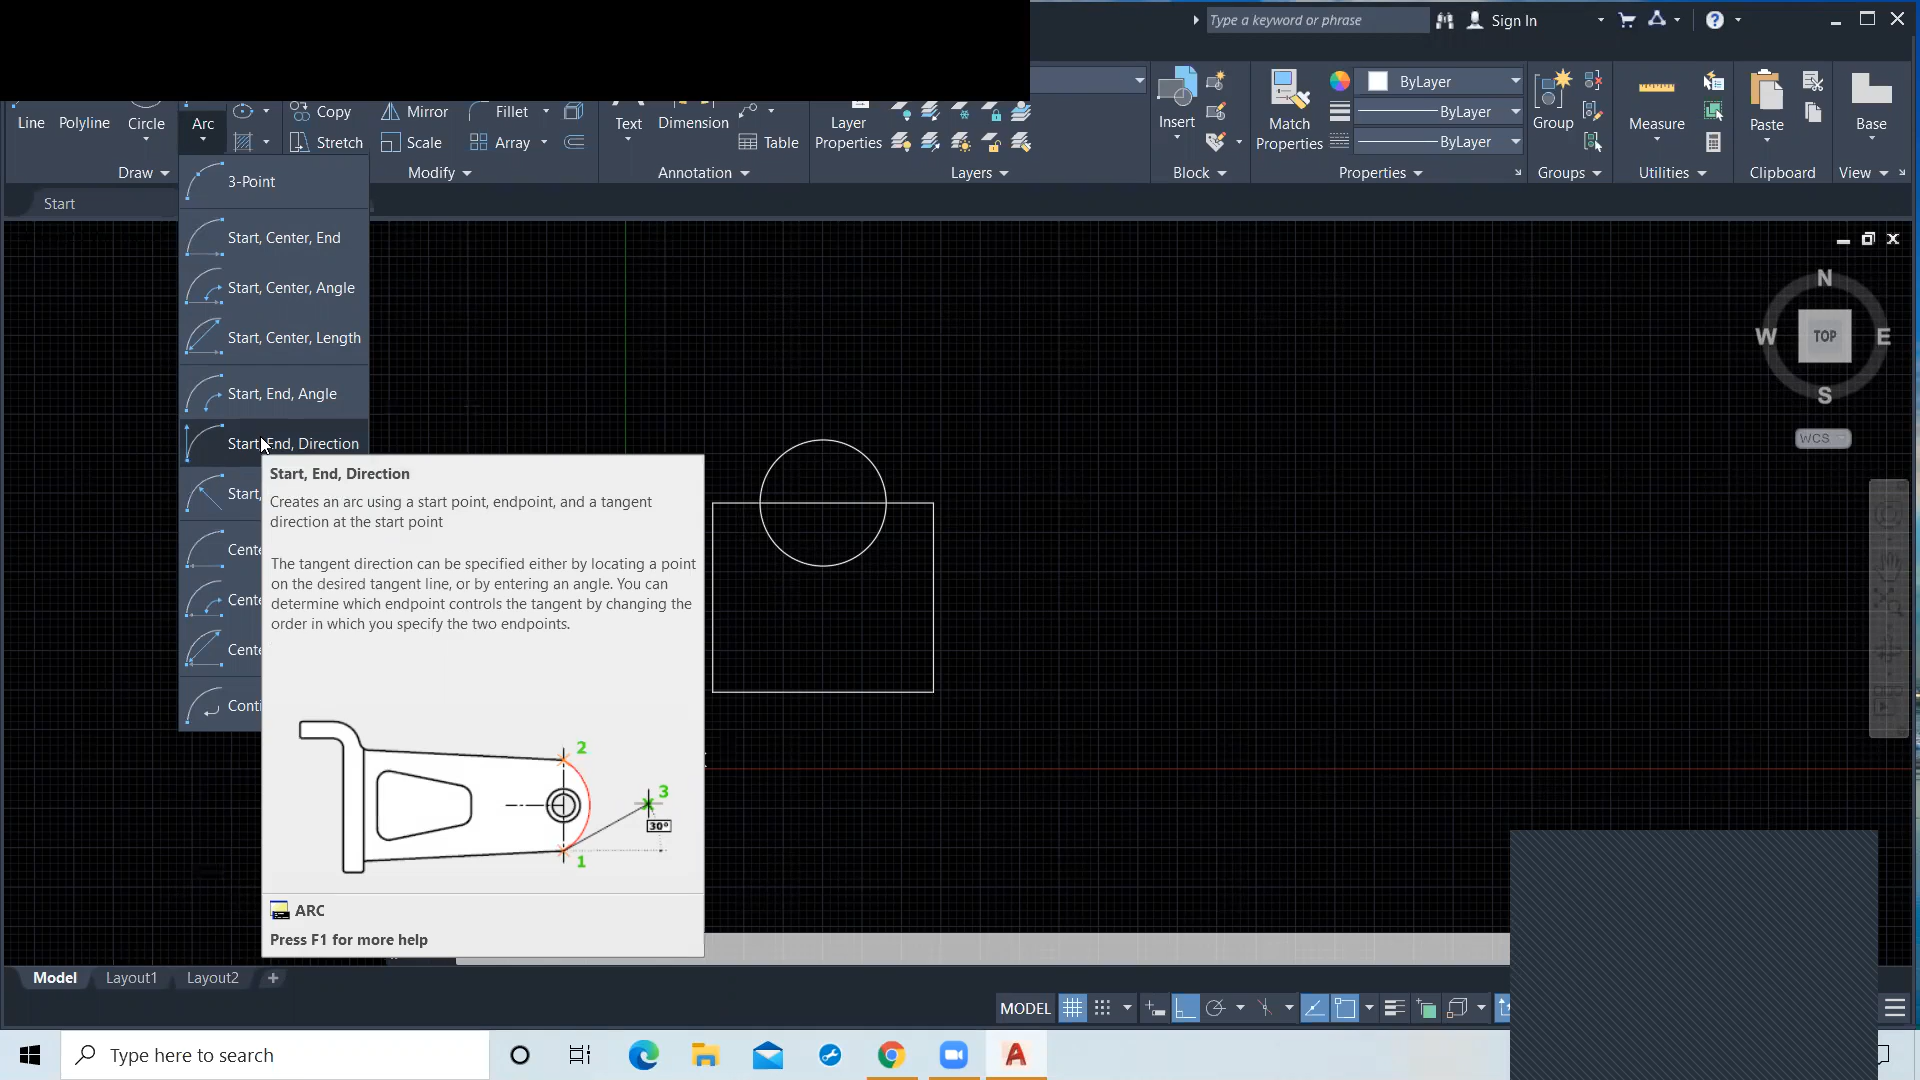 Type a keyword or phrase
Sign In
Line
Polyline
Circle
Arc
Copy
Mirror
Fillet
Stretch
Scale
Array
Text
Dimension
Table
Layer
Properties
Insert
Match
Properties
ByLayer
ByLayer
ByLayer
Group
Measure
Paste
Base
Draw
Modify
Annotation
Layers
Block
Properties
Groups
Utilities
Clipboard
View
Start
3-Point
Start, Center, End
Start, Center, Angle
Start, Center, Length
Start, End, Angle
Start, End, Direction
Start,
Cente
Cente
Cente
Conti
Start, End, Direction
Creates an arc using a start point, endpoint, and a tangent
direction at the start point
The tangent direction can be specified either by locating a point
on the desired tangent line, or by entering an angle. You can
determine which endpoint controls the tangent by changing the
order in which you specify the two endpoints.
2
3
30°
1
ARC
Press F1 for more help
N
W
TOP
E
S
WCS
Model
Layout1
Layout2
+
MODEL
Type here to search